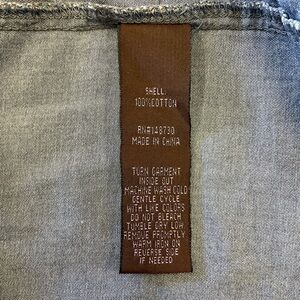 SHELL:
100%COTTON
RN#148730
MADE IN CHINA
TURN GARMENT
INSIDE OUT
MACHINE WASH COLD
GENTLE CYCLE
WITH LIKE COLORS
DO NOT BLEACH
TUMBLE DRY LOW
REMOVE PROMPTLY
WARM IRON ON
REVERSE SIDE
IF NEEDED